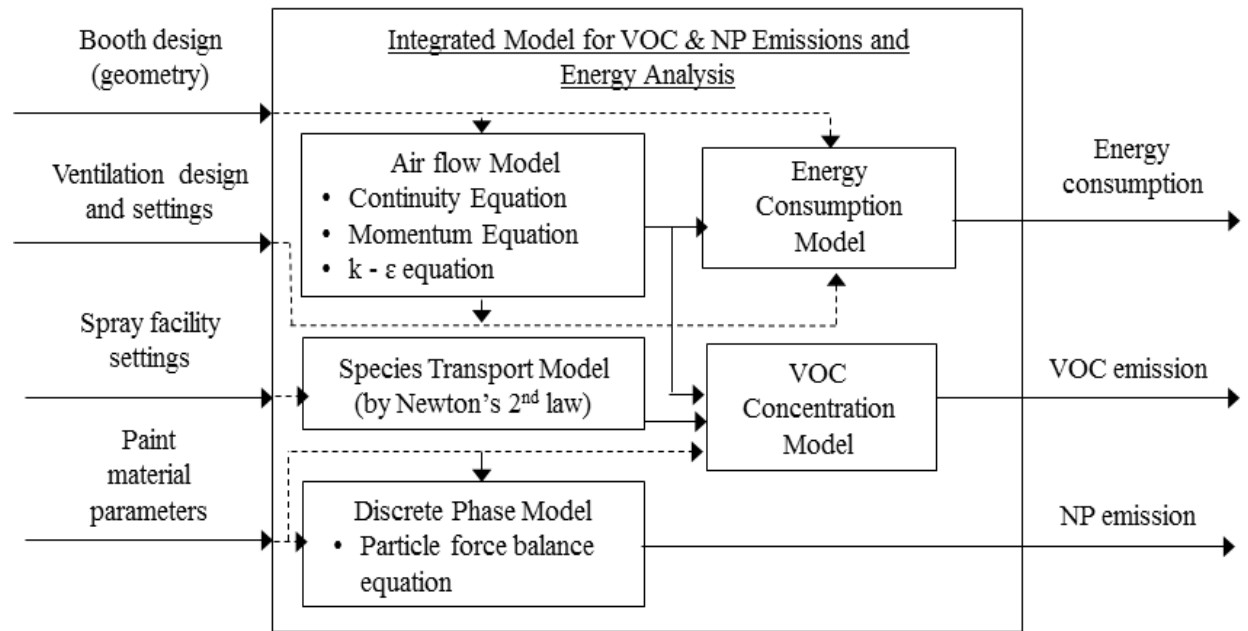 Booth design
(geometry)
Integrated Model for VOC & NP Emissions and
Energy Analysis
Ventilation design
and settings
Air flow Model
• Continuity Equation
• Momentum Equation
• k - ε equation
Energy
Consumption
Model
Energy
consumption
Spray facility
settings
Species Transport Model
(by Newton's 2nd law)
VOC
Concentration
Model
VOC emission
Paint
material
parameters
Discrete Phase Model
• Particle force balance
equation
NP emission